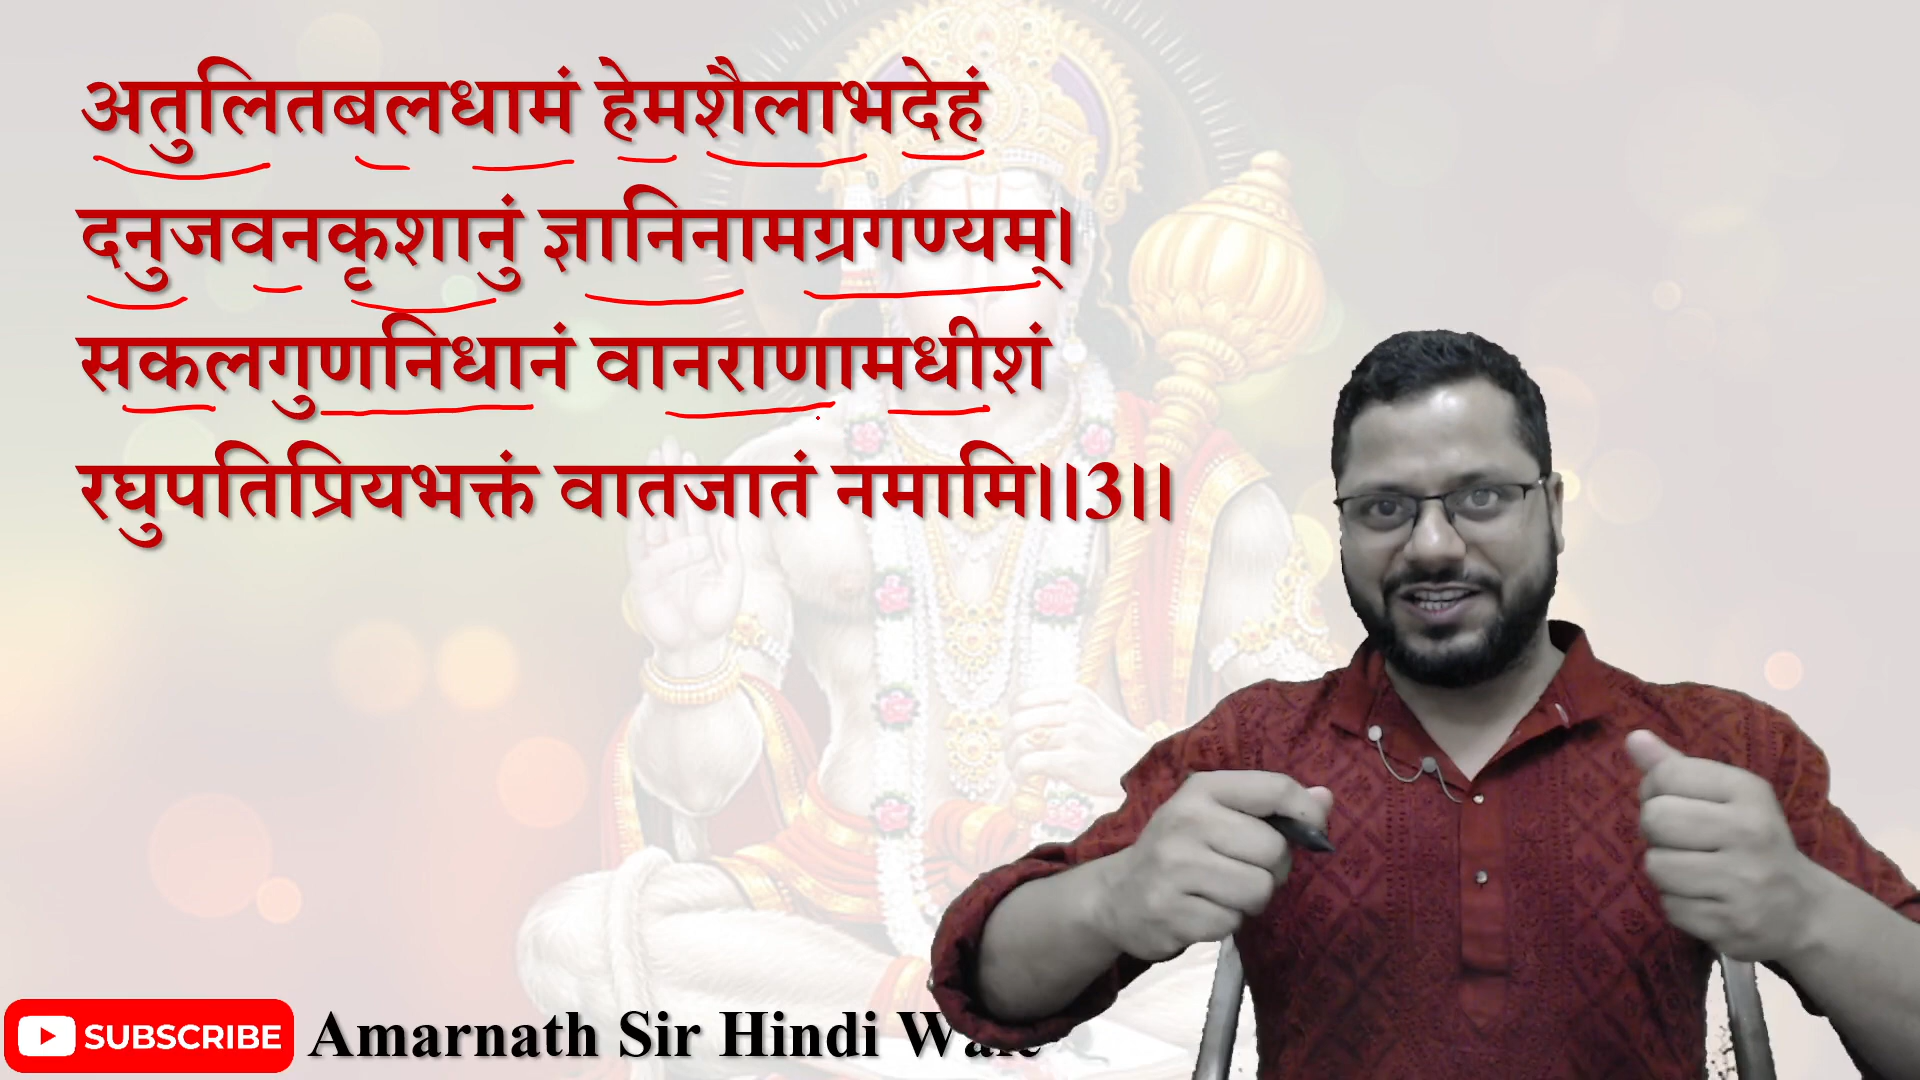 अतुलितबलधामं हेमशैलाभदेहं
दनुजवनकृशानुं ज्ञानिनामग्रगण्यम्।
सकलगुणनिधानं वानराणामधीशं
रघुपतिप्रियभक्तं वातजातं नमामि।।3।।
SUBSCRIBE Amarnath Sir Hindi